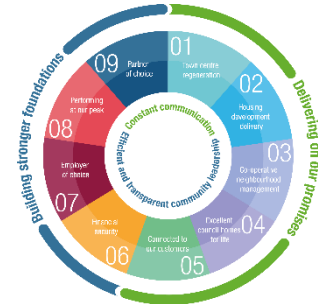 Building stronger foundations
Delivering on our promises
Constant communication
Efficient and transparent community leadership
01
Town centre
regeneration
02
Housing
development
delivery
03
Co-operative
neighbourhood
management
04
Excellent
council homes
for life
05
Connected to
our customers
06
Financial
security
07
Employer
of choice
08
Performing
at our peak
09
Partner
of choice